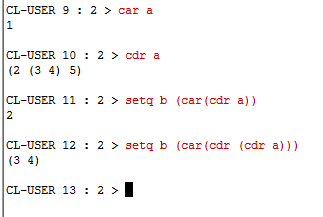 CL-USER 9 : 2 > car a
1
CL-USER 10 : 2 > cdr a
(2 (3 4) 5)
CL-USER 11 : 2 > setq b (car(cdr a))
2
CL-USER 12 : 2 > setq b (car(cdr (cdr a)))
(3 4)
CL-USER 13 : 2 >